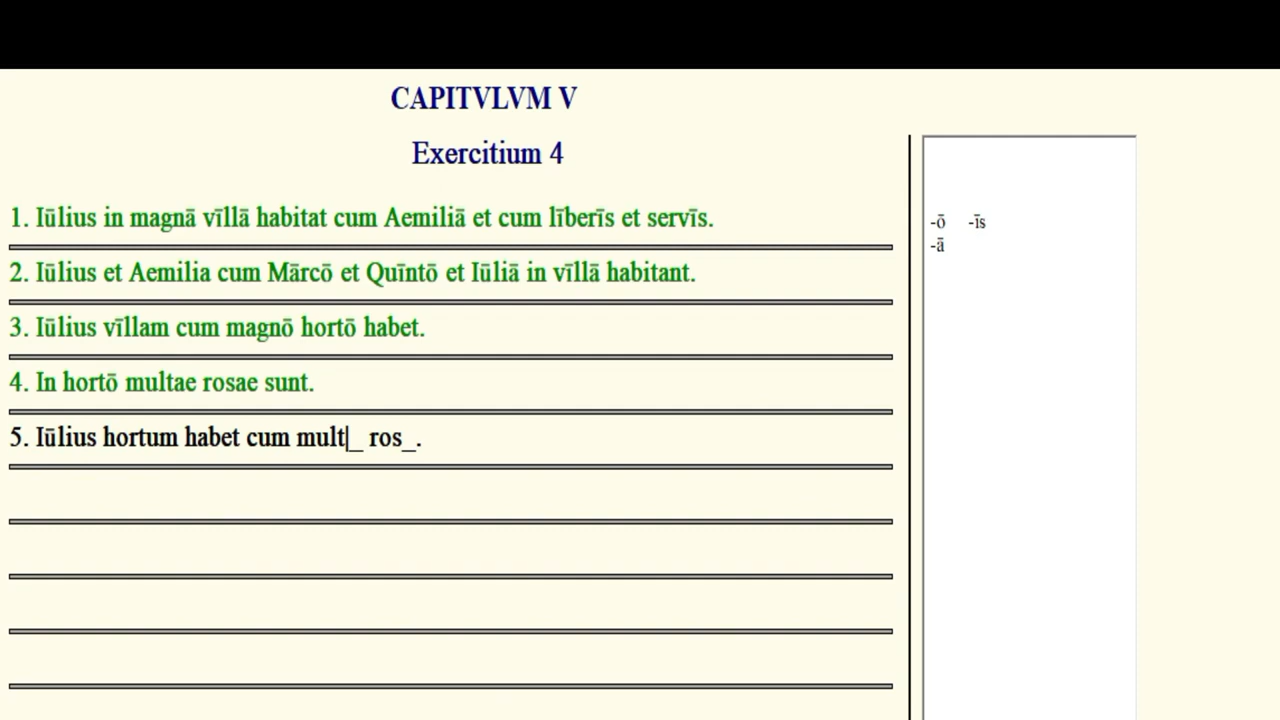 CAPITVLVM V
Exercitium 4
1. Iūlius in magnā vīllā habitat cum Aemiliā et cum līberīs et servīs.
2. Iūlius et Aemilia cum Mārcō et Quīntō et Iūliā in vīllā habitant.
3. Iūlius vīllam cum magnō hortō habet.
4. In hortō multae rosae sunt.
5. Iūlius hortum habet cum mult|_ ros_.
-ō -īs
-ā